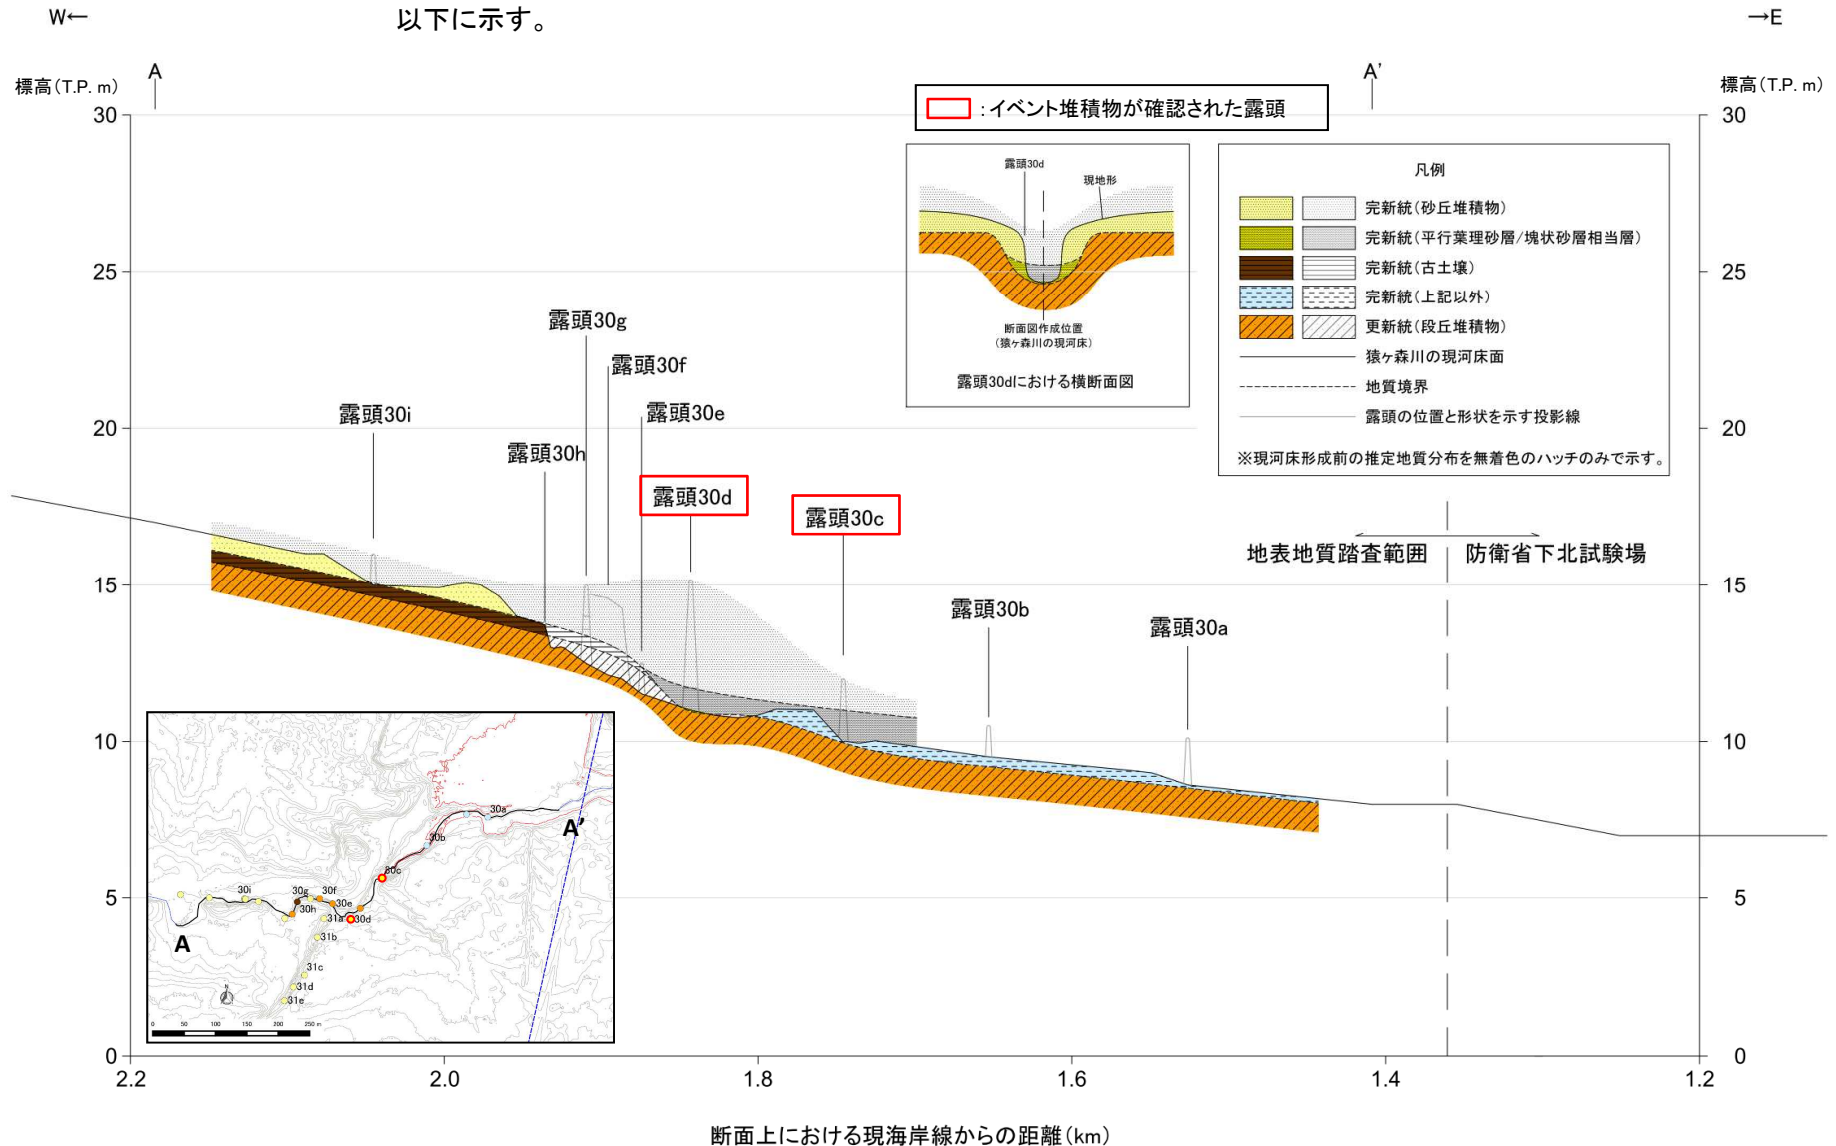 W←
以下に示す。
→E
A
A'
標高（T.P. m）
標高（T.P. m）
：イベント堆積物が確認された露頭
30
25
20
15
10
5
0
30
25
20
15
10
5
0
露頭30d
現地形
断面図作成位置
（猿ヶ森川の現河床）
露頭30dにおける横断面図
凡例
完新統（砂丘堆積物）
完新統（平行葉理砂層/塊状砂層相当層）
完新統（古土壌）
完新統（上記以外）
更新統（段丘堆積物）
猿ヶ森川の現河床面
地質境界
露頭の位置と形状を示す投影線
※現河床形成前の推定地質分布を無着色のハッチのみで示す。
露頭30g
露頭30f
露頭30i
露頭30e
露頭30h
露頭30d
露頭30c
露頭30b
露頭30a
地表地質踏査範囲
防衛省下北試験場
30a
A'
30b
30c
30i
30g
30f
30e
30h
31a
30d
A
31b
31c
31d
31e
N
0 50 100 150 200 250 m
2.2
2.0
1.8
1.6
1.4
1.2
断面上における現海岸線からの距離（km）